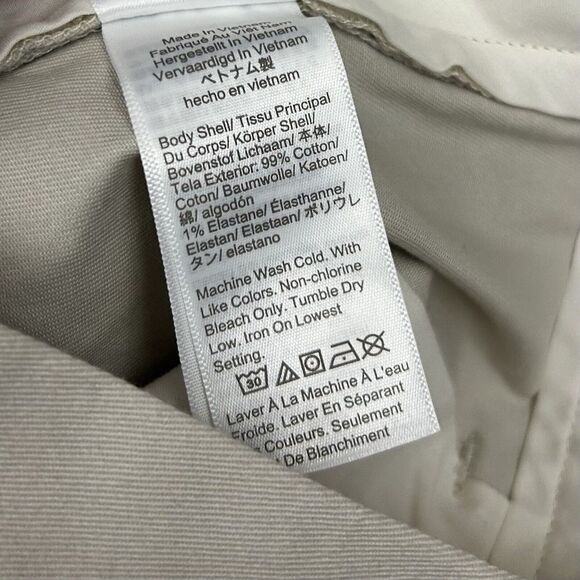 Made In Vietnam
Fabriqué Au Viet Nam
Hergestellt In Vietnam
Vervaardigd In Vietnam
ベトナム製
hecho en vietnam
Body Shell/ Tissu Principal
Du Corps/ Körper Shell/
Bovenstof Lichaam/ 本体/
Tela Exterior: 99% Cotton/
Coton/ Baumwolle/ Katoen/
綿/ algodón
1% Elastane/ Élasthanne/
Elastan/ Elastaan/ ポリウレ
タン/ elastano
Machine Wash Cold. With
Like Colors. Non-chlorine
Bleach Only. Tumble Dry
Low. Iron On Lowest
Setting.
30
Laver À La Machine À L'eau
Froide. Laver En Séparant
Couleurs. Seulement
De Blanchiment